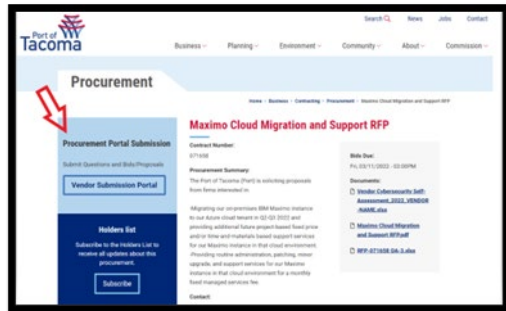 Port of
Tacoma
Search
News
Jobs
Contact
Business
Planning
Environment
Community
About
Commission
Procurement
Home › Business › Contracting › Procurement › Maximo Cloud Migration and Support RFP
Procurement Portal Submission
Submit Questions and Bids/Proposals
Vendor Submission Portal
Holders list
Subscribe to the Holders List to
receive all updates about this
procurement.
Subscribe
Maximo Cloud Migration and Support RFP
Contract Number:
071658
Procurement Summary:
The Port of Tacoma (Port) is soliciting proposals
from firms interested in:
-Migrating our on-premises IBM Maximo instance
to our Azure cloud tenant in Q2-Q3 2022 and
providing additional future project-based fixed price
and/or time and materials based support services
for our Maximo instance in that cloud environment.
-Providing routine administration, patching, minor
upgrade, and support services for our Maximo
instance in that cloud environment for a monthly
fixed managed services fee.
Contact:
Bids Due:
Fri, 03/11/2022 - 02:00PM
Documents:
Vendor Cybersecurity Self-
Assessment_2022_VENDOR
-NAME.xlsx
Maximo Cloud Migration
and Support RFP.pdf
RFP-071658 DA-3.xlsx